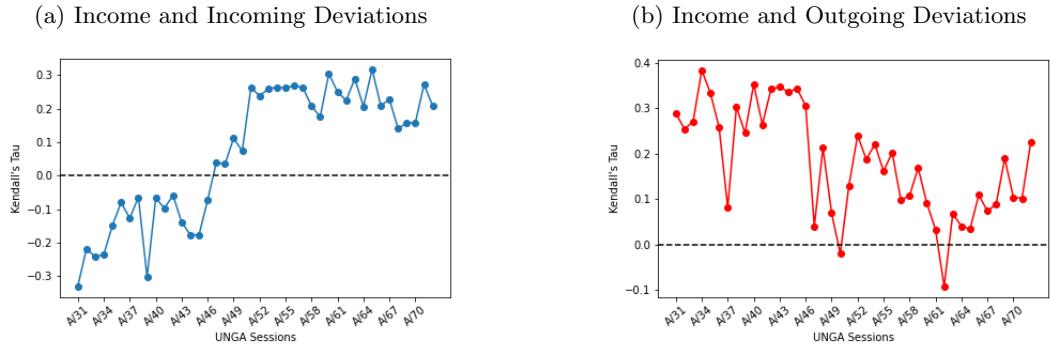 (a) Income and Incoming Deviations
0.3
0.2
0.1
0.0
−0.1
−0.2
−0.3
Kendall's Tau
A/31 A/34 A/37 A/40 A/43 A/46 A/49 A/52 A/55 A/58 A/61 A/64 A/67 A/70
UNGA Sessions
(b) Income and Outgoing Deviations
0.4
0.3
0.2
0.1
0.0
−0.1
Kendall's Tau
A/31 A/34 A/37 A/40 A/43 A/46 A/49 A/52 A/55 A/58 A/61 A/64 A/67 A/70
UNGA Sessions